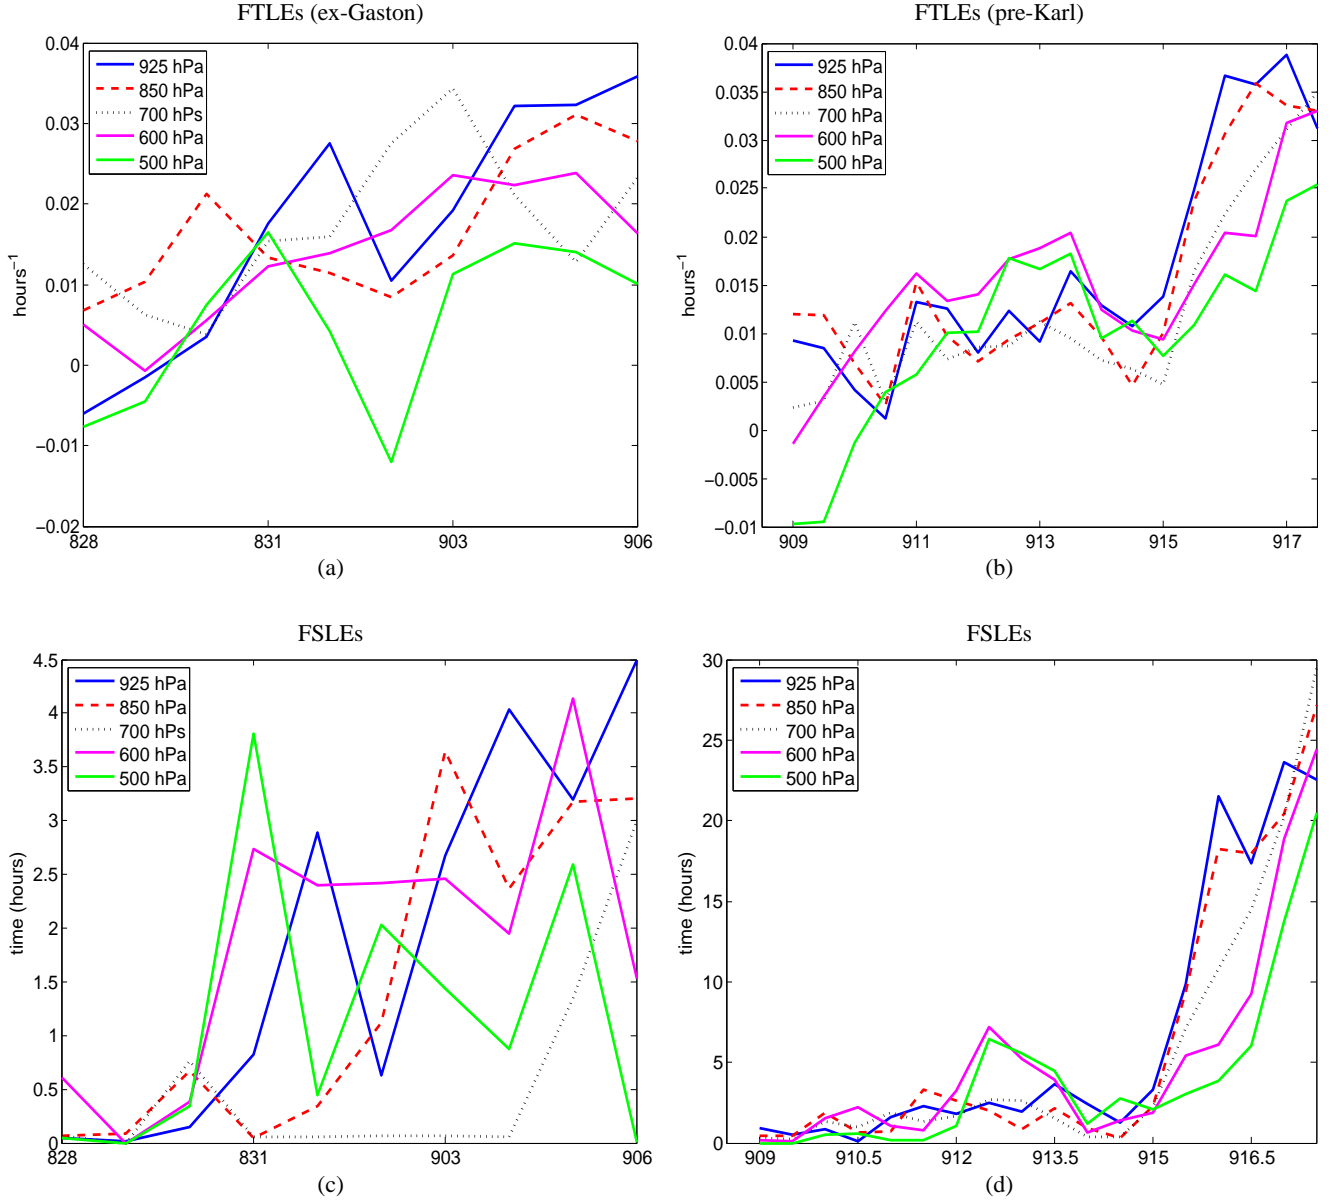 FTLEs (ex-Gaston)
0.04
0.03
0.02
0.01
0
−0.01
−0.02
hours−1
925 hPa
850 hPa
700 hPs
600 hPa
500 hPa
828
831
903
906
(a)
FTLEs (pre-Karl)
0.04
0.035
0.03
0.025
0.02
0.015
0.01
0.005
0
−0.005
−0.01
hours−1
925 hPa
850 hPa
700 hPa
600 hPa
500 hPa
909
911
913
915
917
(b)
FSLEs
4.5
4
3.5
3
2.5
2
1.5
1
0.5
0
time (hours)
925 hPa
850 hPa
700 hPs
600 hPa
500 hPa
828
831
903
906
(c)
FSLEs
30
25
20
15
10
5
0
time (hours)
925 hPa
850 hPa
700 hPa
600 hPa
500 hPa
909
910.5
912
913.5
915
916.5
(d)